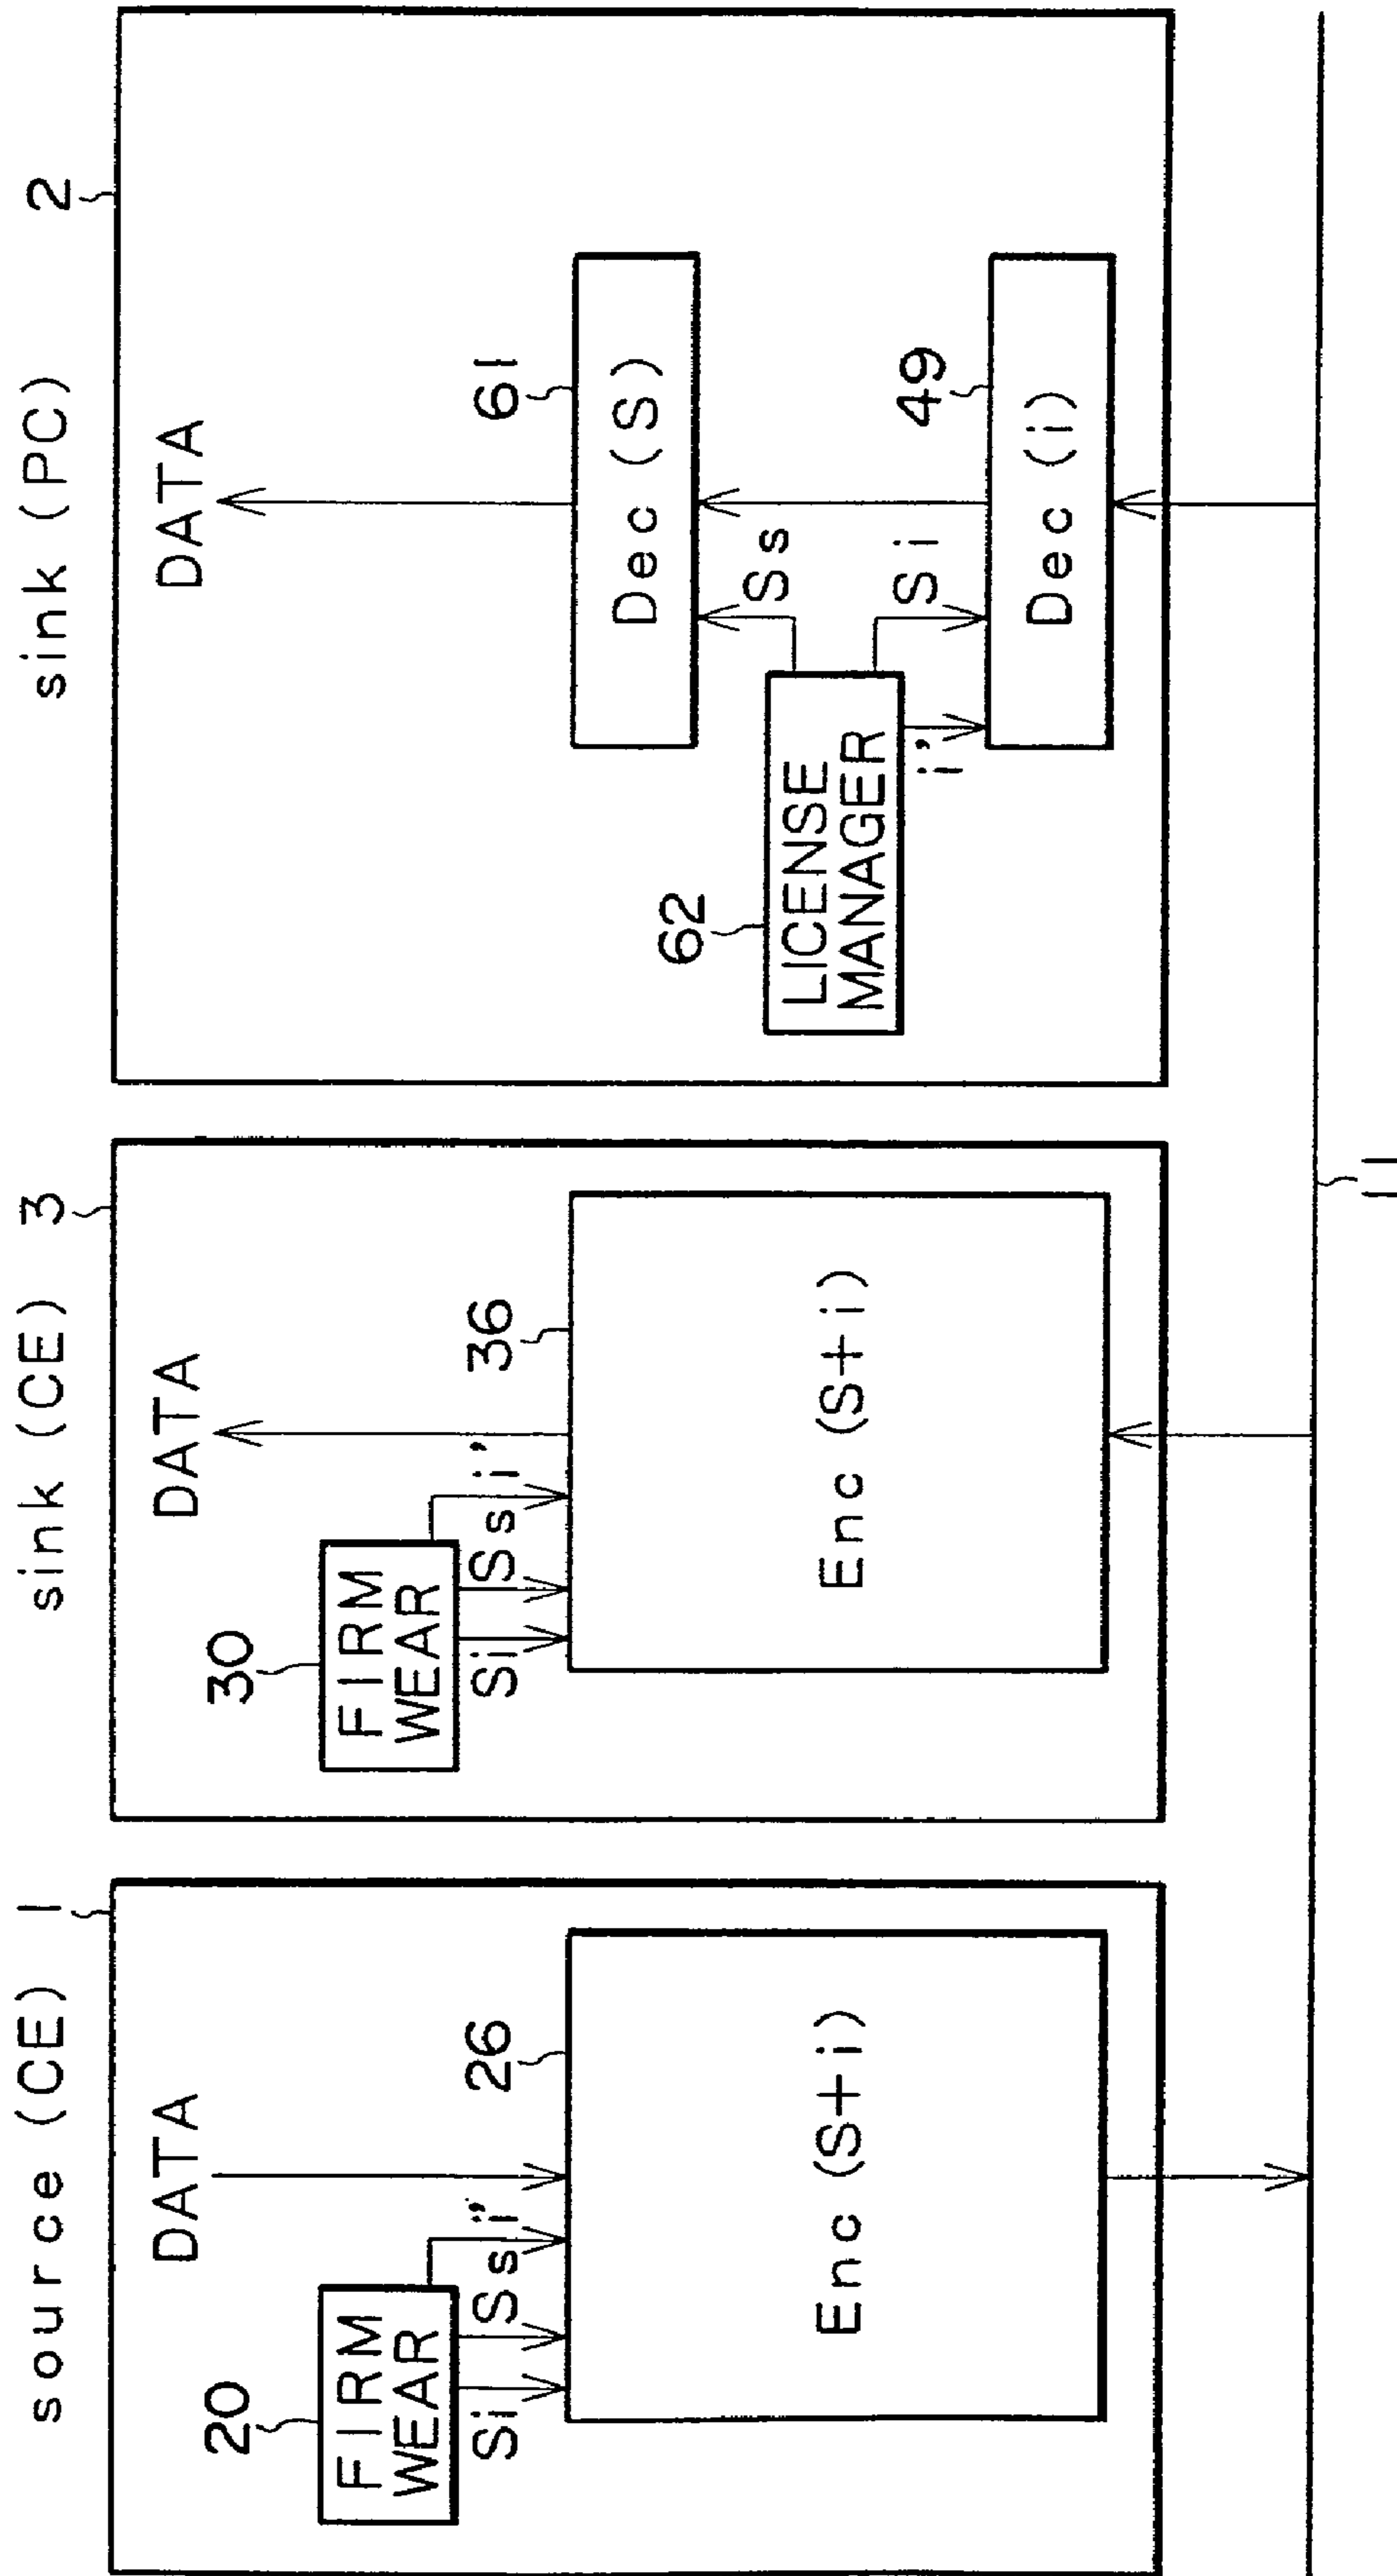 source (CE) 1
DATA
20
FIRM
WEAR
Si
Ss
i'
26
Enc (S+i)
sink (CE) 3
DATA
30
FIRM
WEAR
Si
Ss
i'
36
Enc (S+i)
sink (PC)
2
DATA
61
Dec (S)
62
LICENSE
MANAGER
Ss
Si
i'
49
Dec (i)
11